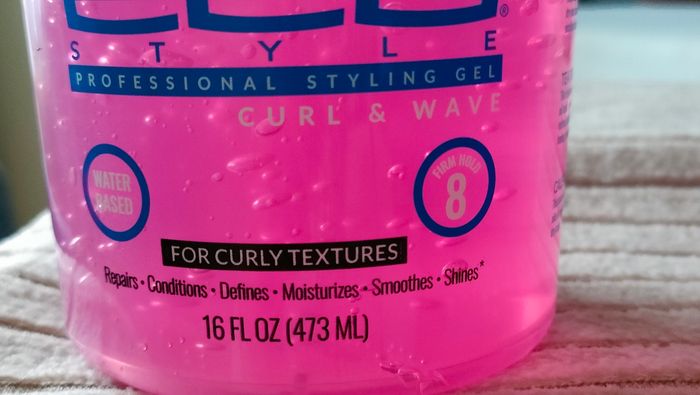 STYLE
PROFESSIONAL STYLING GEL
CURL & WAVE
WATER
BASED
FIRM HOLD
8
FOR CURLY TEXTURES
Repairs • Conditions • Defines • Moisturizes • Smoothes • Shines*
16 FL OZ (473 ML)